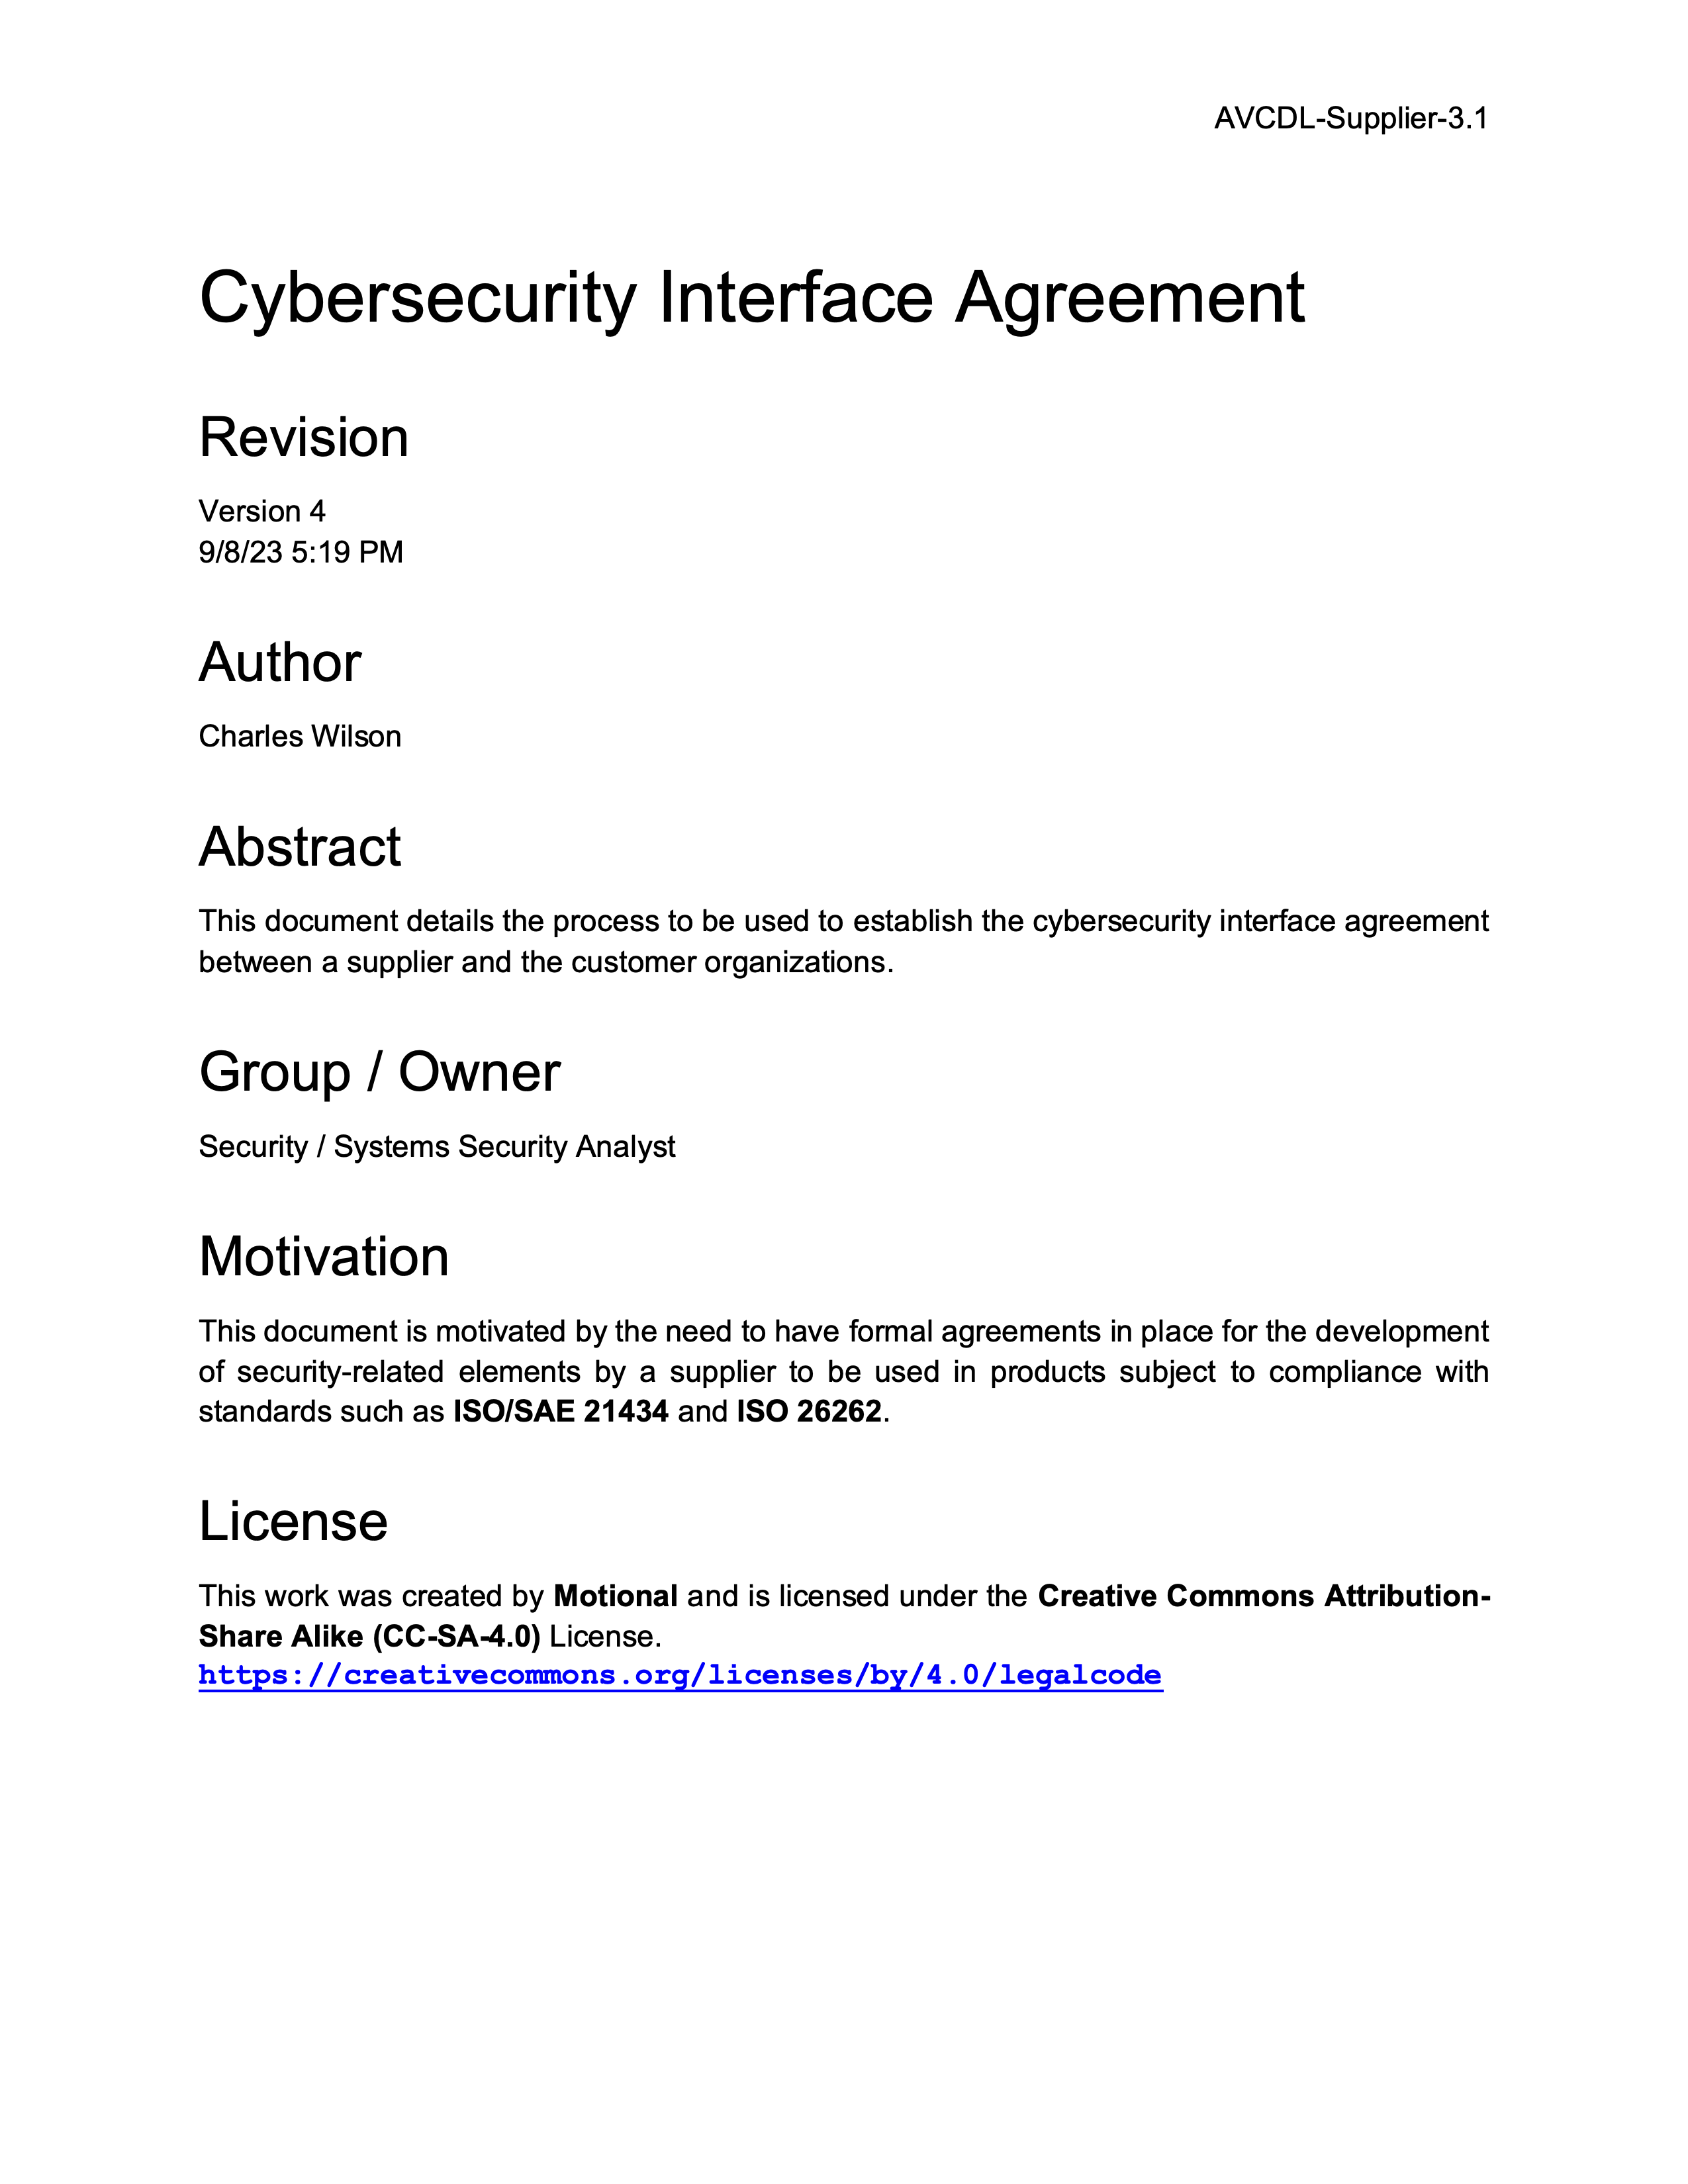 AVCDL-Supplier-3.1
Cybersecurity Interface Agreement
Revision
Version 4
9/8/23 5:19 PM
Author
Charles Wilson
Abstract
This document details the process to be used to establish the cybersecurity interface agreement
between a supplier and the customer organizations.
Group / Owner
Security / Systems Security Analyst
Motivation
This document is motivated by the need to have formal agreements in place for the development
of security-related elements by a supplier to be used in products subject to compliance with
standards such as ISO/SAE 21434 and ISO 26262.
License
This work was created by Motional and is licensed under the Creative Commons Attribution-
Share Alike (CC-SA-4.0) License.
https://creativecommons.org/licenses/by/4.0/legalcode